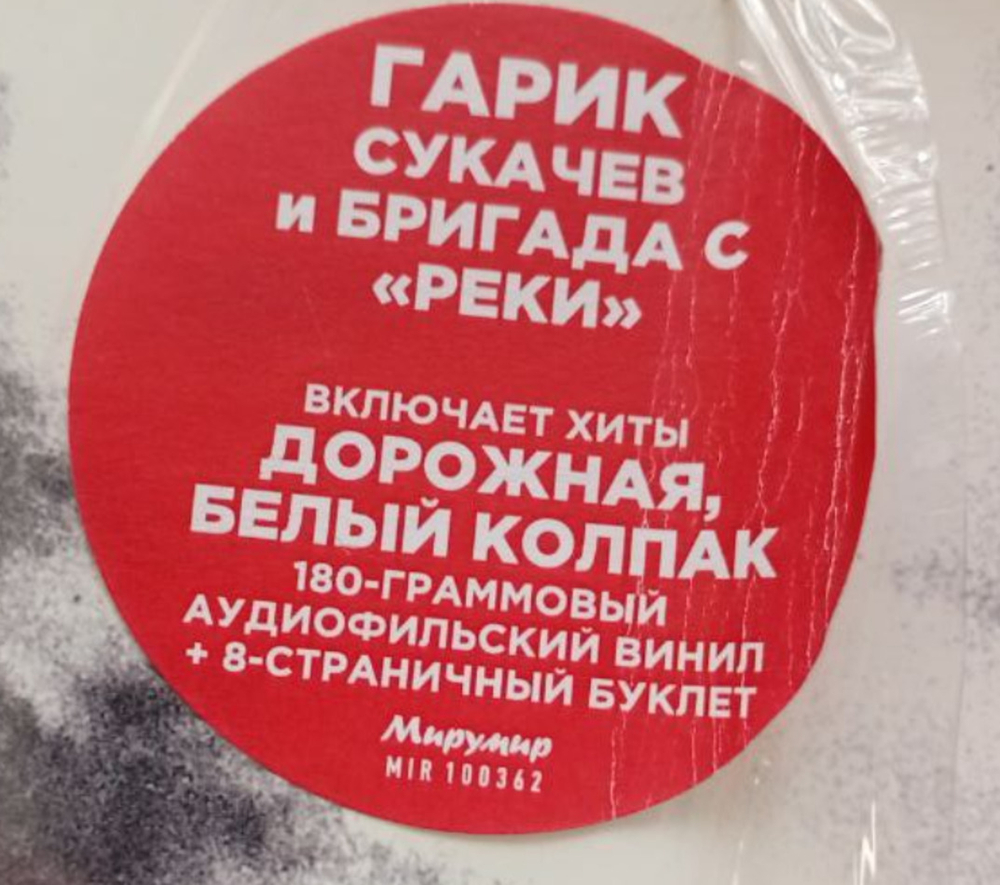 ГАРИК
СУКАЧЕВ
и БРИГАДА С
«РЕКИ»
ВКЛЮЧАЕТ ХИТЫ
ДОРОЖНАЯ,
БЕЛЫЙ КОЛПАК
180-ГРАММОВЫЙ
АУДИОФИЛЬСКИЙ ВИНИЛ
+ 8-СТРАНИЧНЫЙ БУКЛЕТ
Мирумир
MIR 100362